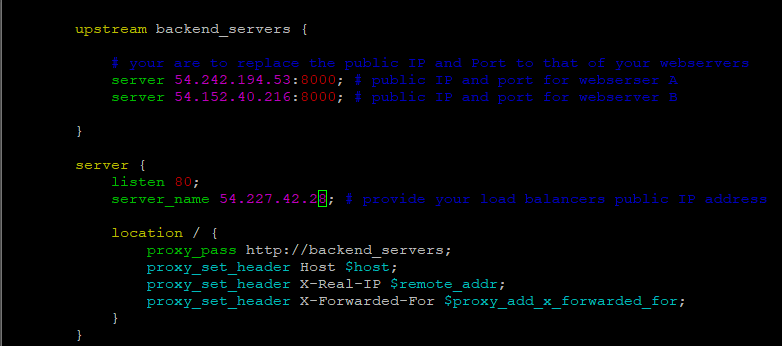 upstream backend_servers {
# your are to replace the public IP and Port to that of your webservers
server 54.242.194.53:8000; # public IP and port for webserser A
server 54.152.40.216:8000; # public IP and port for webserver B
}
server {
listen 80;
server_name 54.227.42.28; # provide your load balancers public IP address
location / {
proxy_pass http://backend_servers;
proxy_set_header Host $host;
proxy_set_header X-Real-IP $remote_addr;
proxy_set_header X-Forwarded-For $proxy_add_x_forwarded_for;
}
}